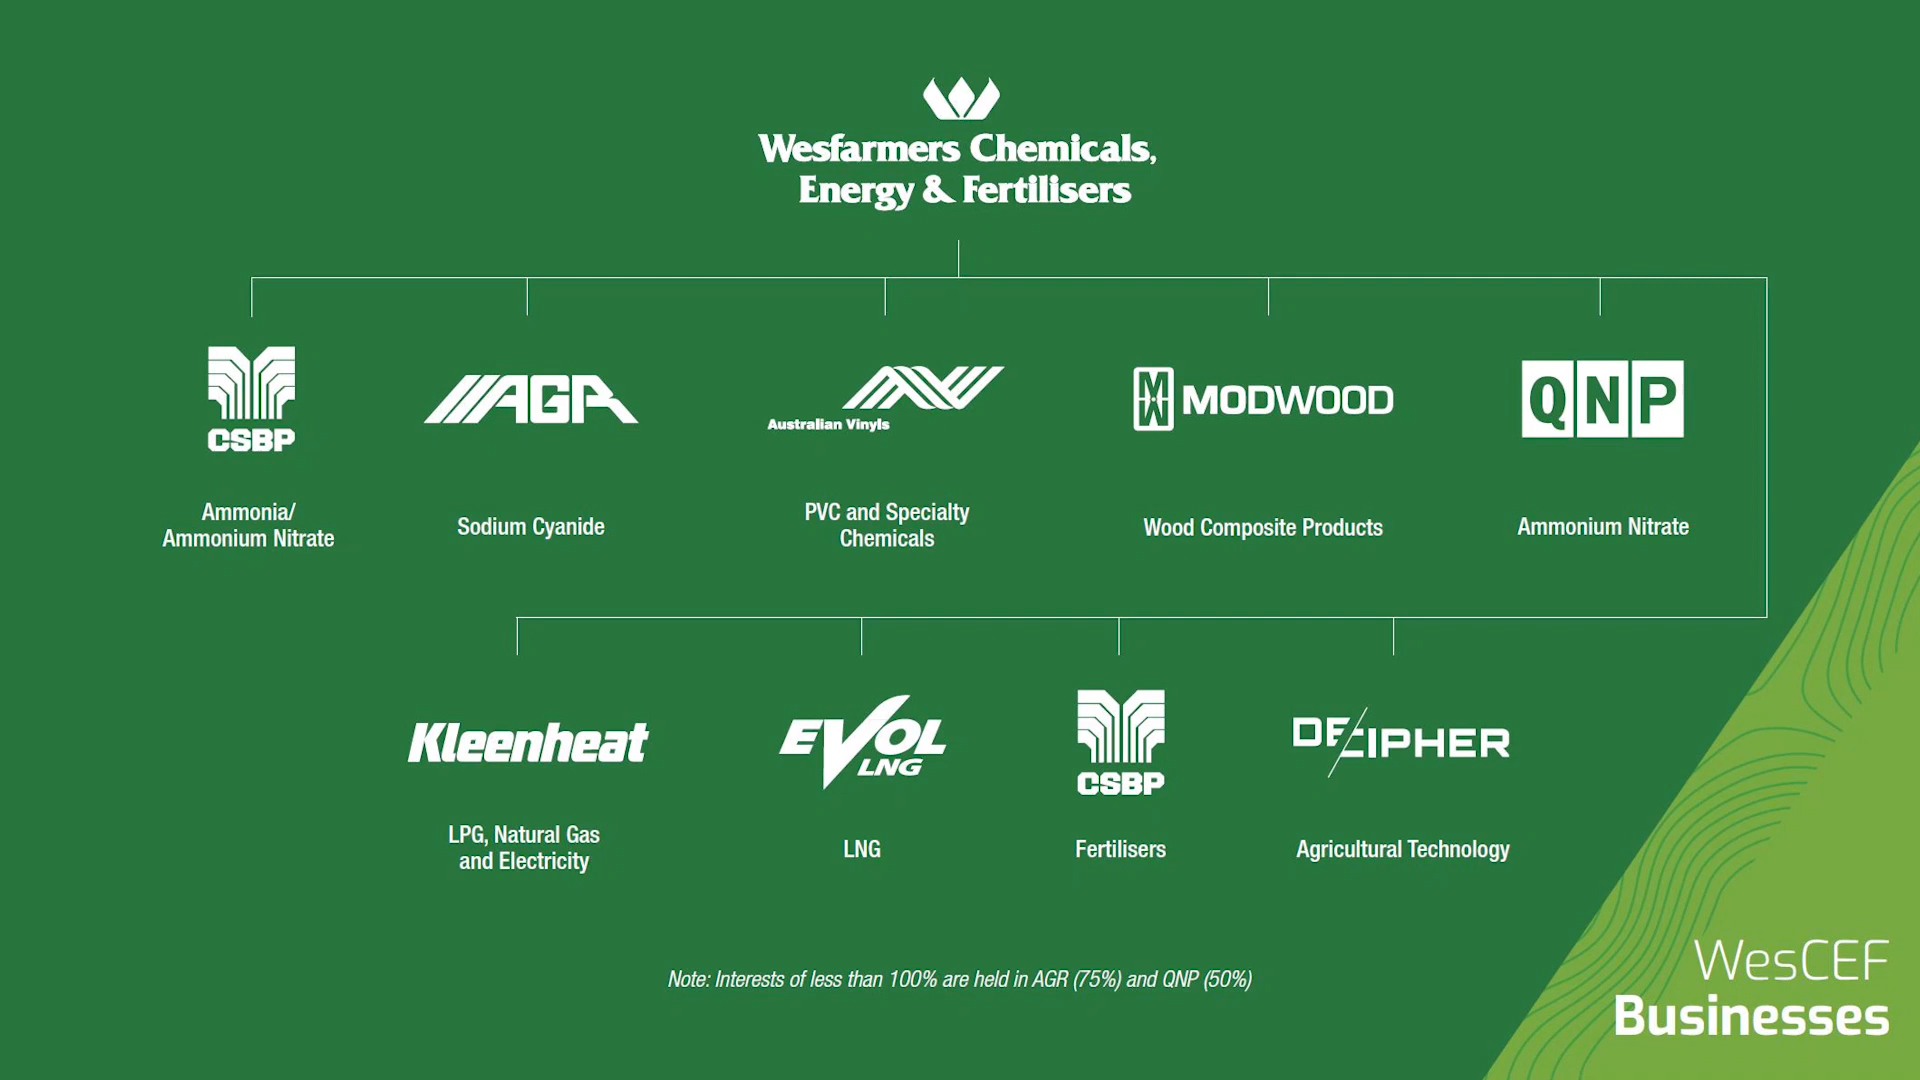 Wesfarmers Chemicals,
Energy & Fertilisers
CSBP
AGR
Australian Vinyls
MODWOOD
QNP
Ammonia/
Ammonium Nitrate
Sodium Cyanide
PVC and Specialty
Chemicals
Wood Composite Products
Ammonium Nitrate
Kleenheat
EVOL
LNG
CSBP
DECIPHER
LPG, Natural Gas
and Electricity
LNG
Fertilisers
Agricultural Technology
Note: Interests of less than 100% are held in AGR (75%) and QNP (50%)
WesCEF
Businesses